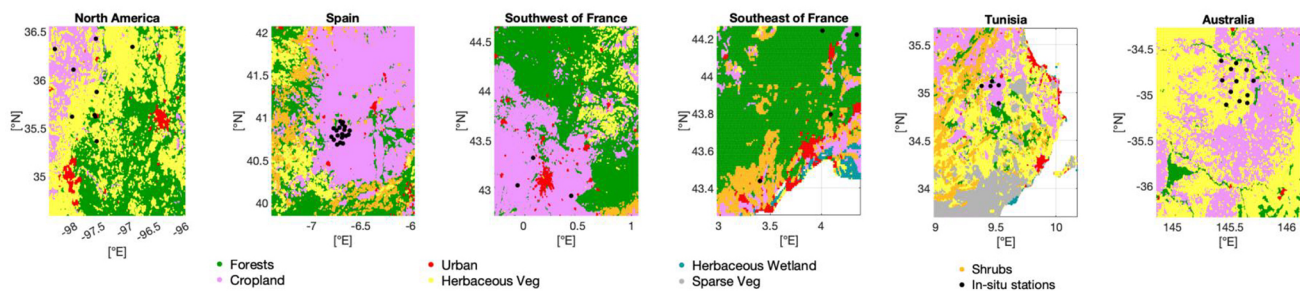 North America
Spain
Southwest of France
Southeast of France
Tunisia
Australia
36.5
36
35.5
35
[°N]
-98
-97.5
-97
-96.5
-96
[°E]
42
41.5
41
40.5
40
[°N]
-7
-6.5
-6
[°E]
44.5
44
43.5
43
[°N]
0
0.5
1
[°E]
44.2
44
43.8
43.6
43.4
[°N]
3
3.5
4
[°E]
35.5
35
34.5
34
[°N]
9
9.5
10
[°E]
-34.5
-35
-35.5
-36
[°N]
145
145.5
146
[°E]
Forests
Cropland
Urban
Herbaceous Veg
Herbaceous Wetland
Sparse Veg
Shrubs
In-situ stations